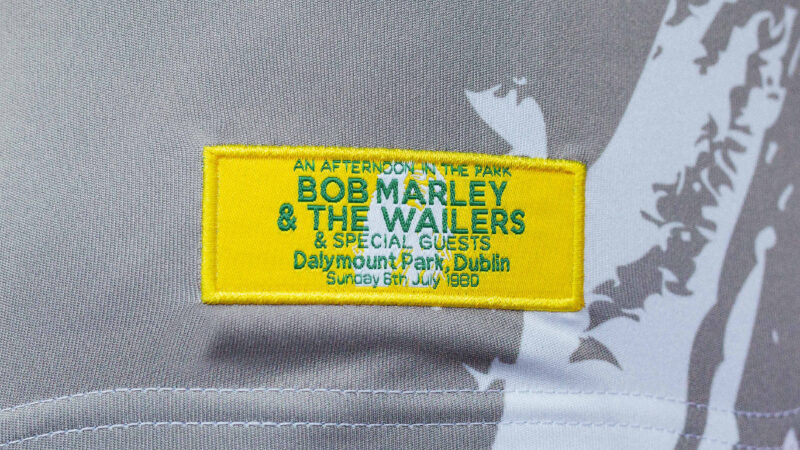 AN AFTERNOON IN THE PARK
BOB MARLEY
& THE WAILERS
& SPECIAL GUESTS
Dalymount Park, Dublin
Sunday 6th July 1980